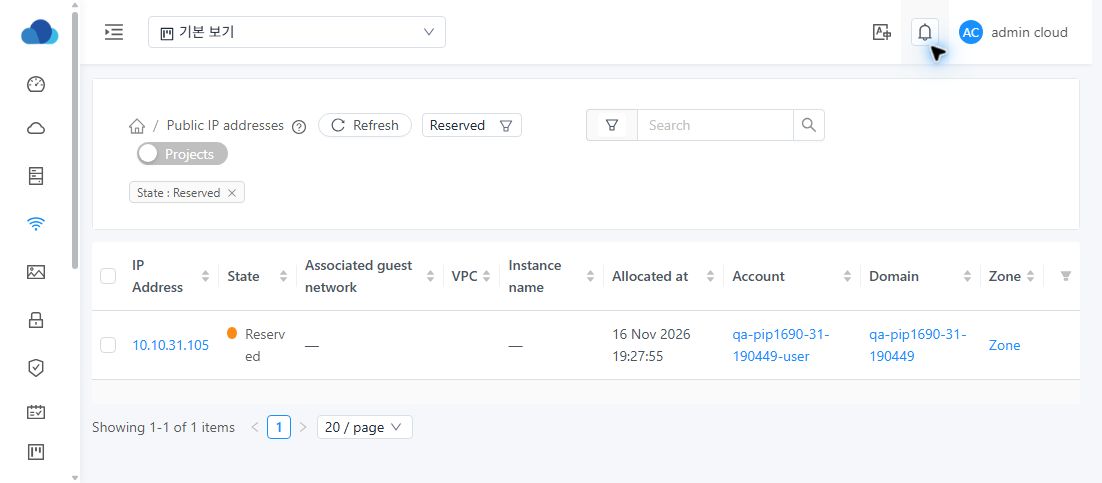 기본 보기
AC admin cloud
/ Public IP addresses
Refresh
Reserved
Search
Projects
State : Reserved
IP Address
State
Associated guest network
VPC
Instance name
Allocated at
Account
Domain
Zone
10.10.31.105
Reserv
ed
—
—
16 Nov 2026
19:27:55
qa-pip1690-31-
190449-user
qa-pip1690-31-
190449
Zone
Showing 1-1 of 1 items
1
20 / page